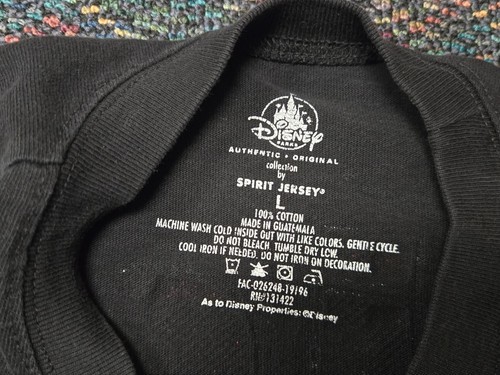 Disney
PARKS
AUTHENTIC • ORIGINAL
collection
by
SPIRIT JERSEY®
L
100% COTTON
MADE IN GUATEMALA
MACHINE WASH COLD INSIDE OUT WITH LIKE COLORS. GENTLE CYCLE.
DO NOT BLEACH. TUMBLE DRY LOW.
COOL IRON IF NEEDED. DO NOT IRON ON DECORATION.
FAC-026248-19196
RN#131422
As to Disney Properties: ©Disney